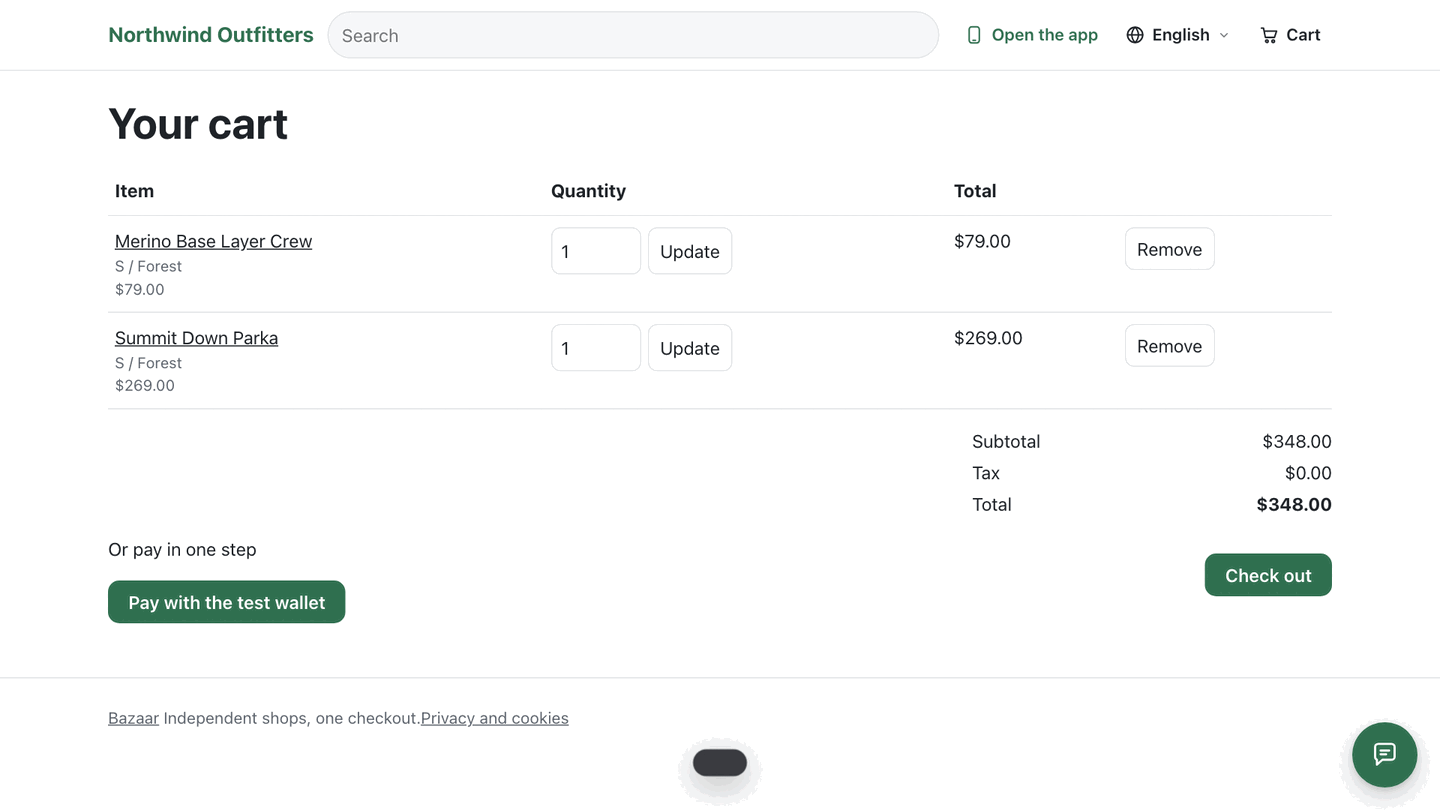 Northwind Outfitters Search Open the app English Cart
Your cart
Item Quantity Total
Merino Base Layer Crew 1 Update $79.00 Remove
S / Forest
$79.00
Summit Down Parka 1 Update $269.00 Remove
S / Forest
$269.00
Subtotal $348.00
Tax $0.00
Total $348.00
Or pay in one step
Check out
Pay with the test wallet
Bazaar Independent shops, one checkout.Privacy and cookies